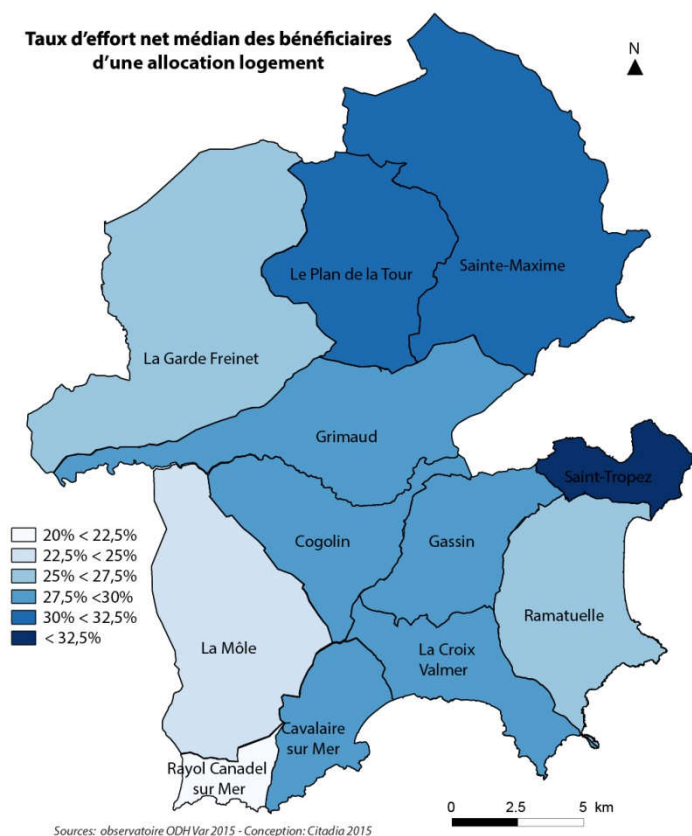 Taux d'effort net médian des bénéficiaires
d'une allocation logement
N
Sainte-Maxime
Le Plan de la Tour
La Garde Freinet
Grimaud
Saint-Tropez
Cogolin
Gassin
Ramatuelle
La Môle
La Croix
Valmer
Cavalaire
sur Mer
Rayol Canadel
sur Mer
20% < 22,5%
22,5% < 25%
25% < 27,5%
27,5% <30%
30% < 32,5%
< 32,5%
0 2.5 5 km
Sources: observatoire ODH Var 2015 - Conception: Citadia 2015